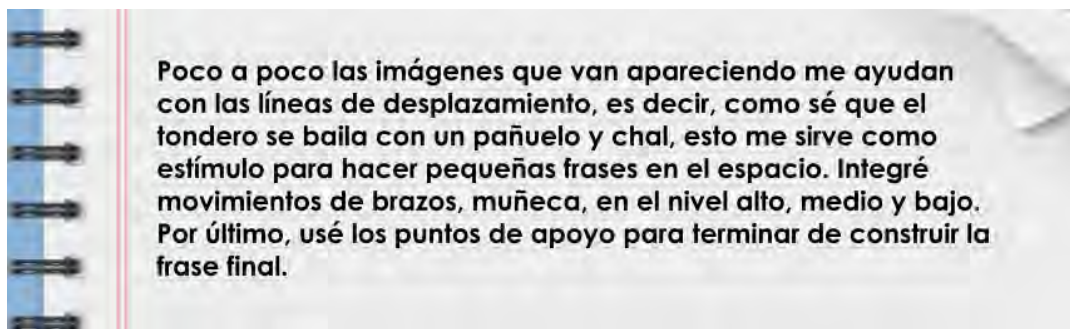 Poco a poco las imágenes que van apareciendo me ayudan
con las líneas de desplazamiento, es decir, como sé que el
tondero se baila con un pañuelo y chal, esto me sirve como
estímulo para hacer pequeñas frases en el espacio. Integré
movimientos de brazos, muñeca, en el nivel alto, medio y bajo.
Por último, usé los puntos de apoyo para terminar de construir la
frase final.